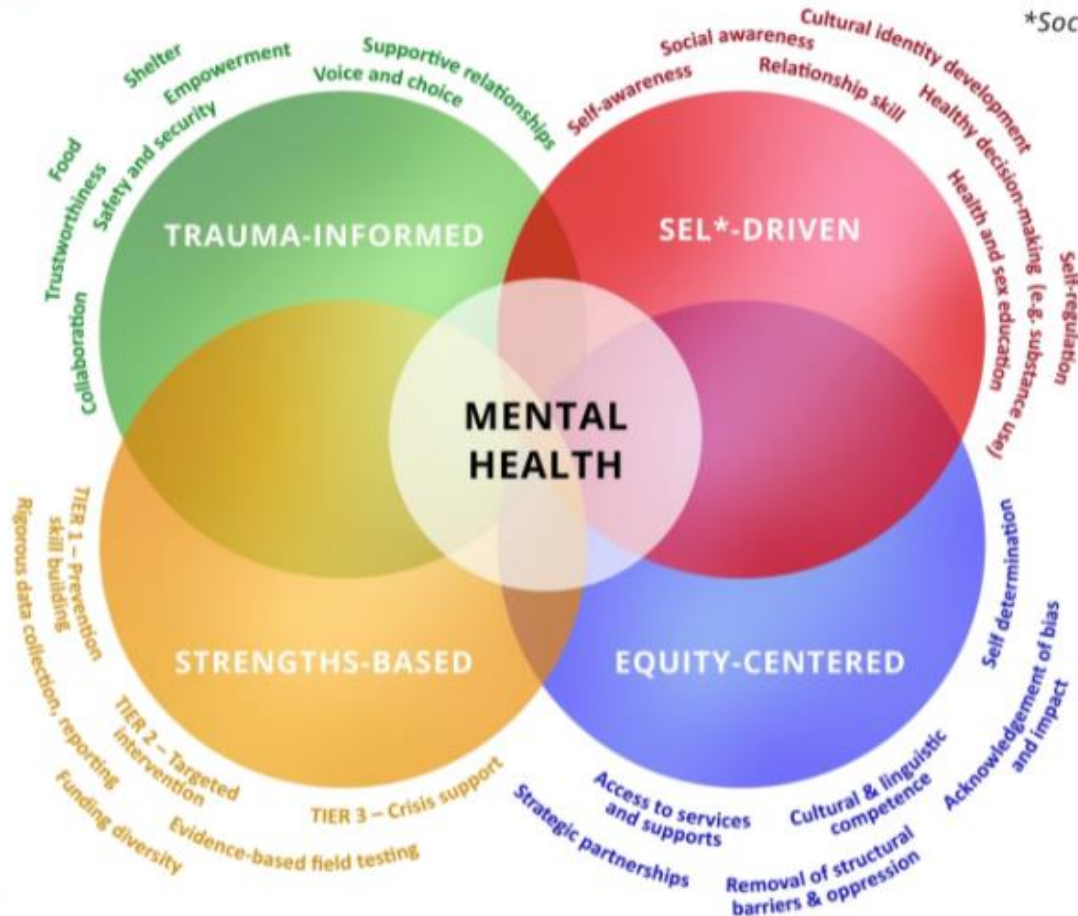 *Soc
Shelter
Empowerment
Supportive relationships
Voice and choice
Food
Trustworthiness
Safety and security
Collaboration
TRAUMA-INFORMED
Social awareness
Self-awareness
Cultural identity development
Relationship skill
Healthy decision-making (e.g. substance use)
Health and sex education
Self-regulation
SEL*-DRIVEN
MENTAL
HEALTH
STRENGTHS-BASED
TIER 1 – Prevention
skill building
Rigorous data collection, reporting
TIER 2 – Targeted
intervention
Funding diversity
TIER 3 – Crisis support
Evidence-based field testing
EQUITY-CENTERED
Self determination
Acknowledgement of bias
and impact
Cultural & linguistic
competence
Access to services
and supports
Strategic partnerships
Removal of structural
barriers & oppression